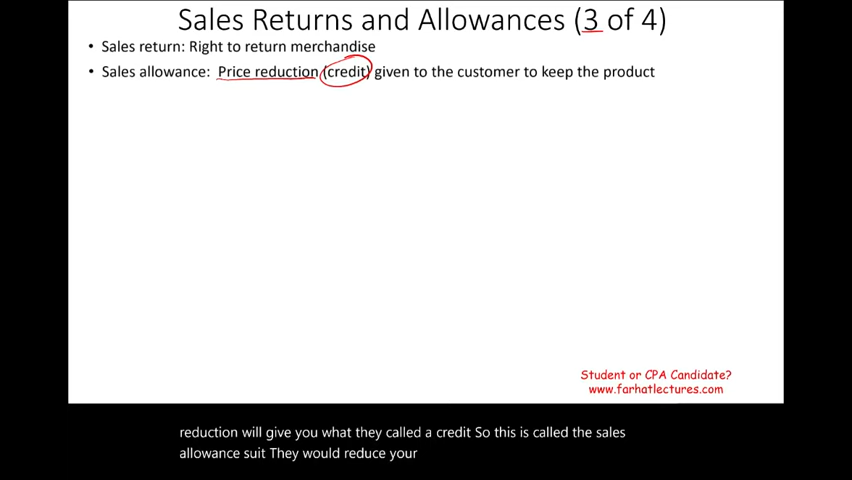 Sales Returns and Allowances (3 of 4)
• Sales return: Right to return merchandise
• Sales allowance: Price reduction (credit) given to the customer to keep the product
Student or CPA Candidate?
www.farhatlectures.com
reduction will give you what they called a credit So this is called the sales
allowance suit They would reduce your